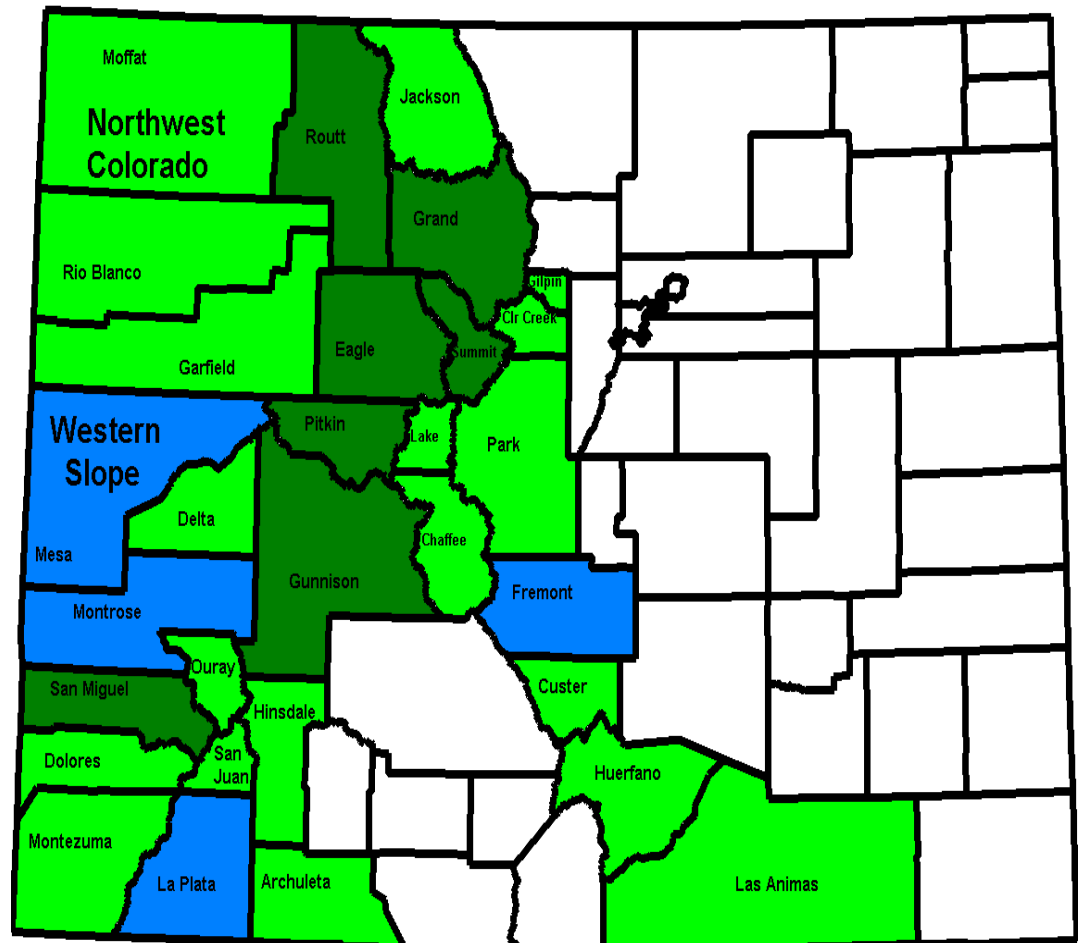 Moffat
Jackson
Northwest
Colorado
Routt
Grand
Rio Blanco
Gilpin
Clr Creek
Eagle
Summit
Garfield
Western
Slope
Pitkin
Lake
Park
Delta
Chaffee
Mesa
Gunnison
Fremont
Montrose
Ouray
San Miguel
Custer
Hinsdale
Dolores
San
Juan
Huerfano
Montezuma
La Plata
Archuleta
Las Animas